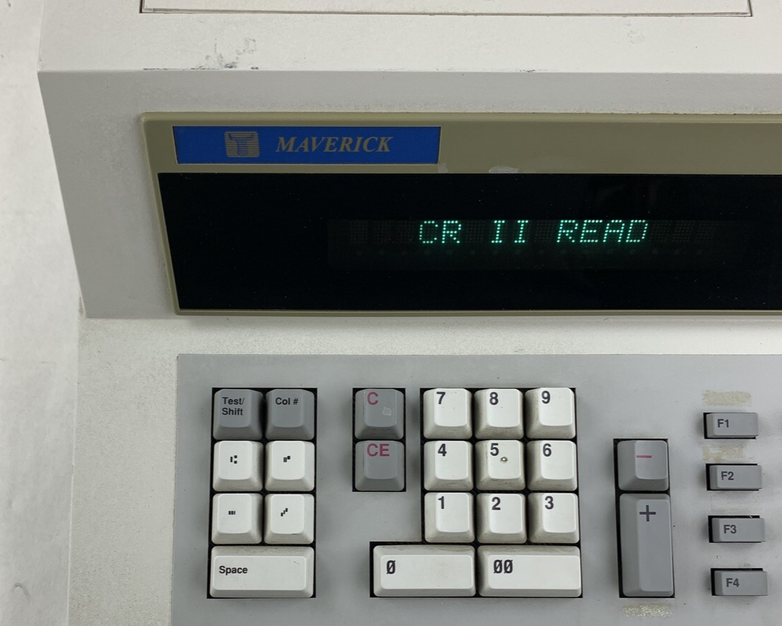 MAVERICK
CR II READ
Test/
Shift
Col #
C
7
8
9
F1
CE
4
5
6
−
F2
1
2
3
+
F3
Space
0
00
F4